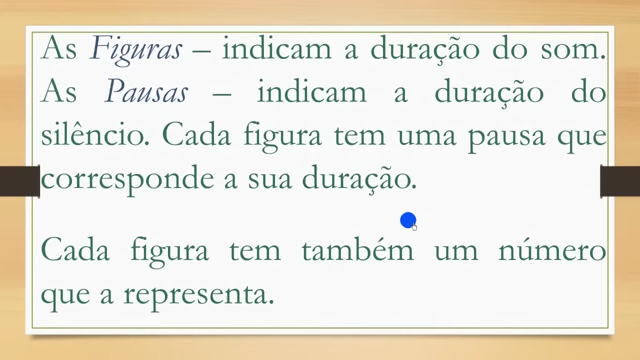 As Figuras – indicam a duração do som.
As Pausas – indicam a duração do
silêncio. Cada figura tem uma pausa que
corresponde a sua duração.
Cada figura tem também um número
que a representa.